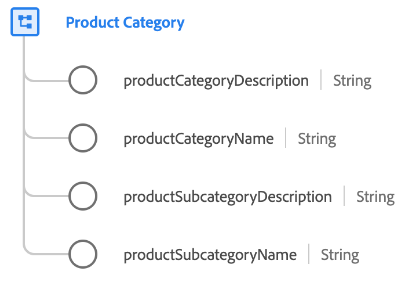 Product Category
productCategoryDescription String
productCategoryName String
productSubcategoryDescription String
productSubcategoryName String